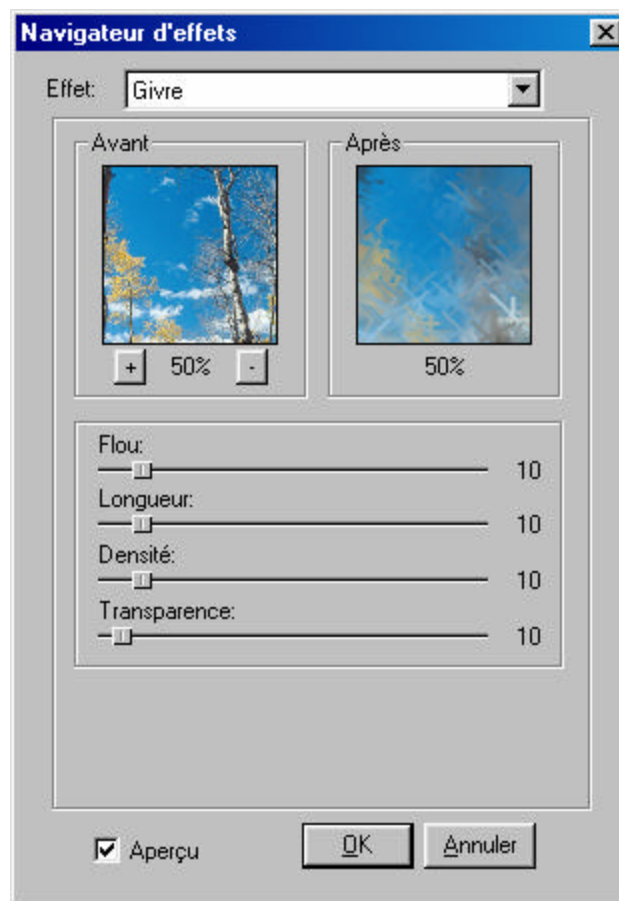 Navigateur d'effets
Effet: Givre
Avant
Après
+ 50% -
50%
Flou:
10
Longueur:
10
Densité:
10
Transparence:
10
Aperçu
OK
Annuler